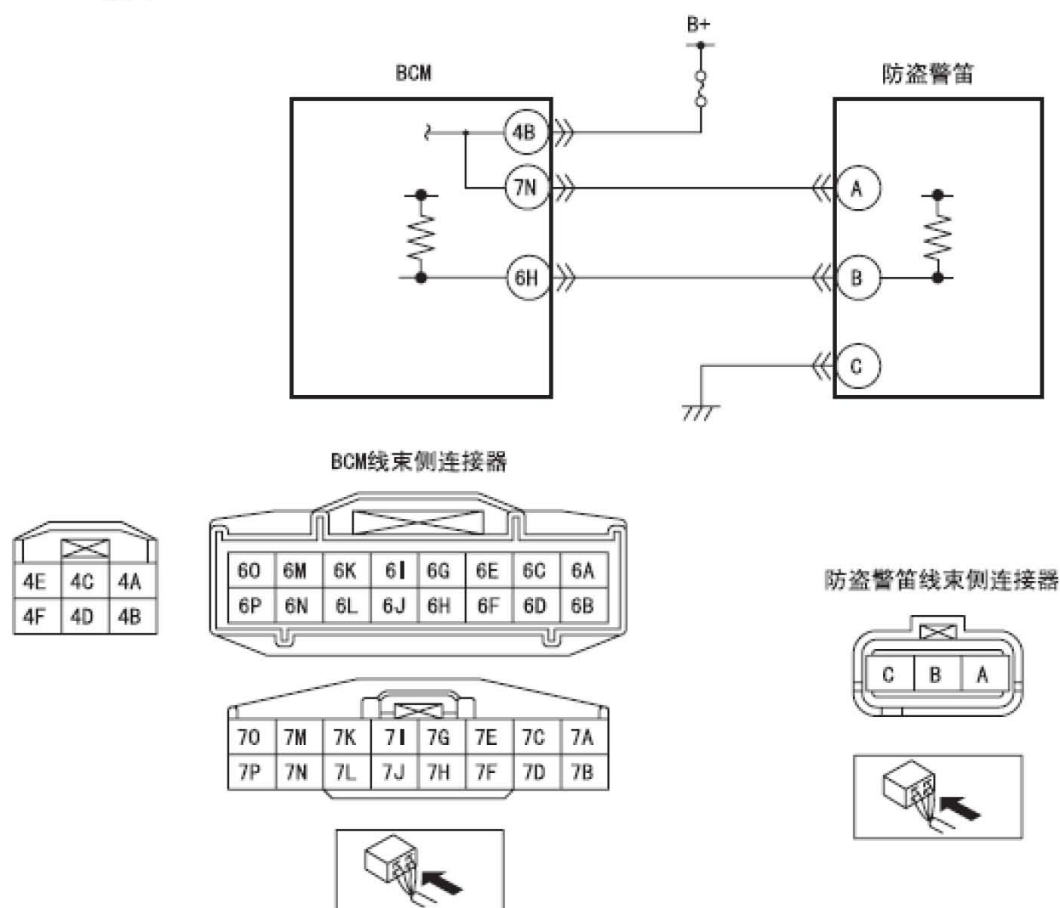 B+
BCM
防盗警笛
4B
7N
A
6H
B
C
BCM线束侧连接器
4E 4C 4A
4F 4D 4B
6O 6M 6K 6I 6G 6E 6C 6A
6P 6N 6L 6J 6H 6F 6D 6B
防盗警笛线束侧连接器
C B A
7O 7M 7K 7I 7G 7E 7C 7A
7P 7N 7L 7J 7H 7F 7D 7B